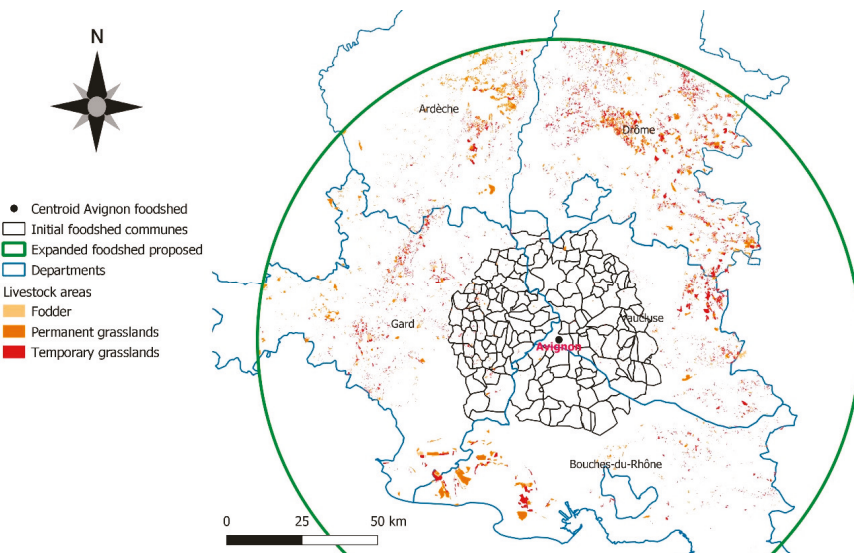 N
Centroid Avignon foodshed
Initial foodshed communes
Expanded foodshed proposed
Departments
Livestock areas
Fodder
Permanent grasslands
Temporary grasslands
Ardèche
Drôme
Gard
Vaucluse
Avignon
Bouches-du-Rhône
0 25 50 km